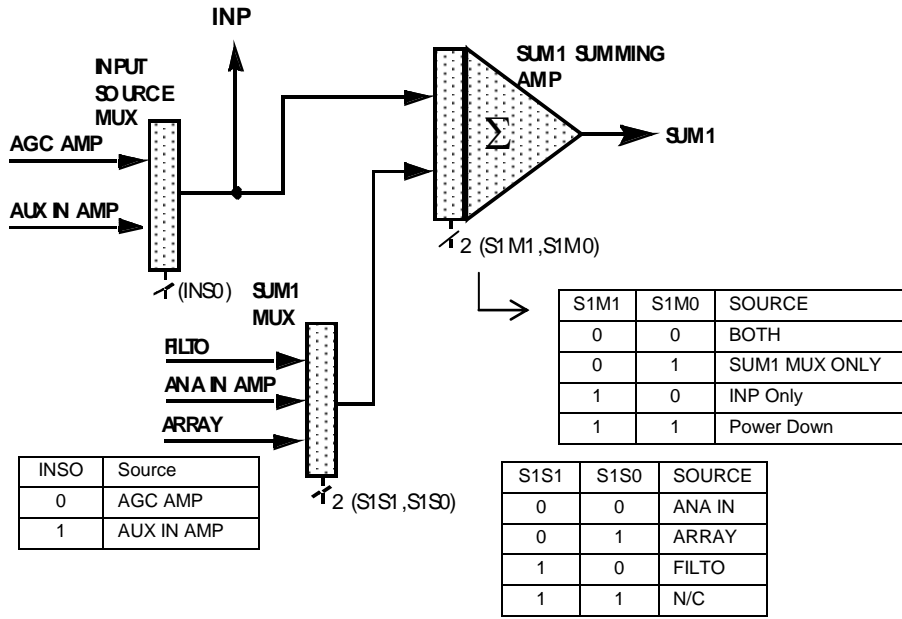 INP
INPUT
SOURCE
MUX
SUM1 SUMMING
AMP
AGC AMP
AUX IN AMP
Σ
SUM1
2 (S1M1,S1M0)
(INS0)
SUM1
MUX
FILTO
ANA IN AMP
ARRAY
2 (S1S1,S1S0)
S1M1 S1M0 SOURCE
0 0 BOTH
0 1 SUM1 MUX ONLY
1 0 INP Only
1 1 Power Down
INSO Source
0 AGC AMP
1 AUX IN AMP
S1S1 S1S0 SOURCE
0 0 ANA IN
0 1 ARRAY
1 0 FILTO
1 1 N/C